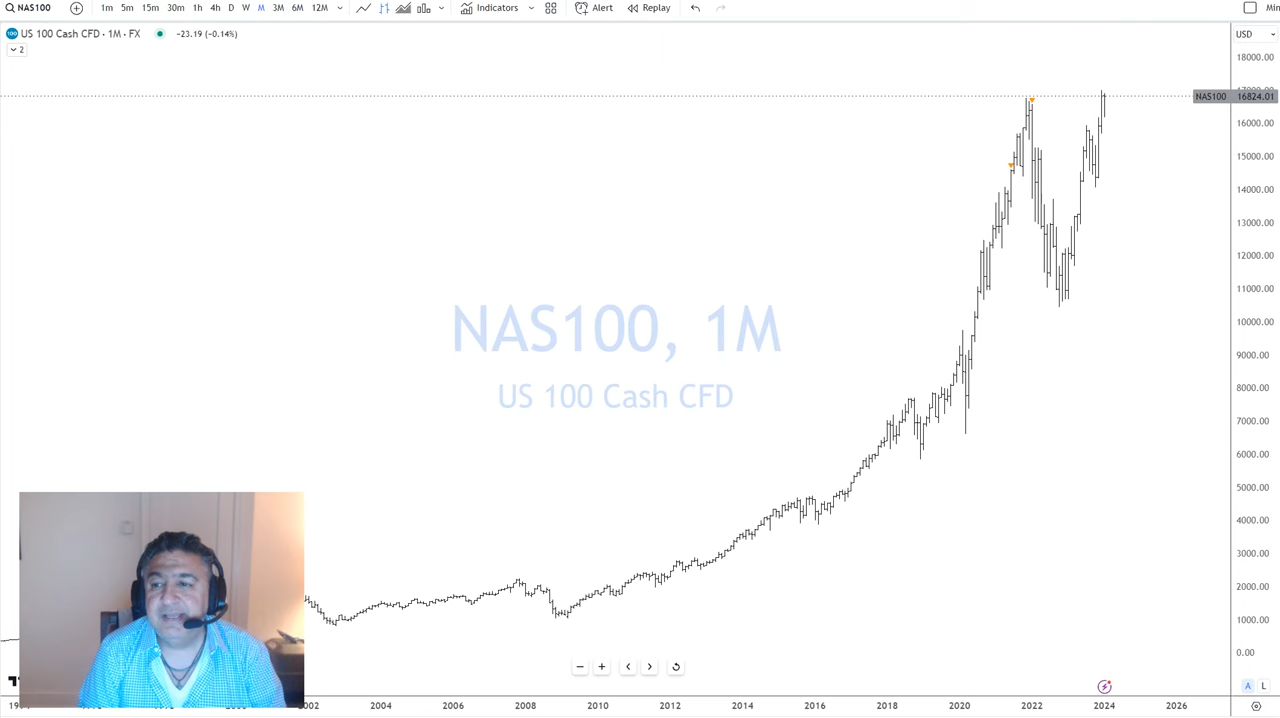 NAS100 1m 5m 15m 30m 1h 4h D W M 3M 6M 12M Indicators Alert Replay
100 US 100 Cash CFD · 1M · FX −23.19 (−0.14%) USD
2
18000.00
NAS100 16824.01
16000.00
15000.00
14000.00
13000.00
12000.00
11000.00
NAS100, 1M
10000.00
9000.00
US 100 Cash CFD
8000.00
7000.00
6000.00
5000.00
4000.00
3000.00
2000.00
1000.00
0.00
A L
2004 2006 2008 2010 2012 2014 2016 2018 2020 2022 2024 2026